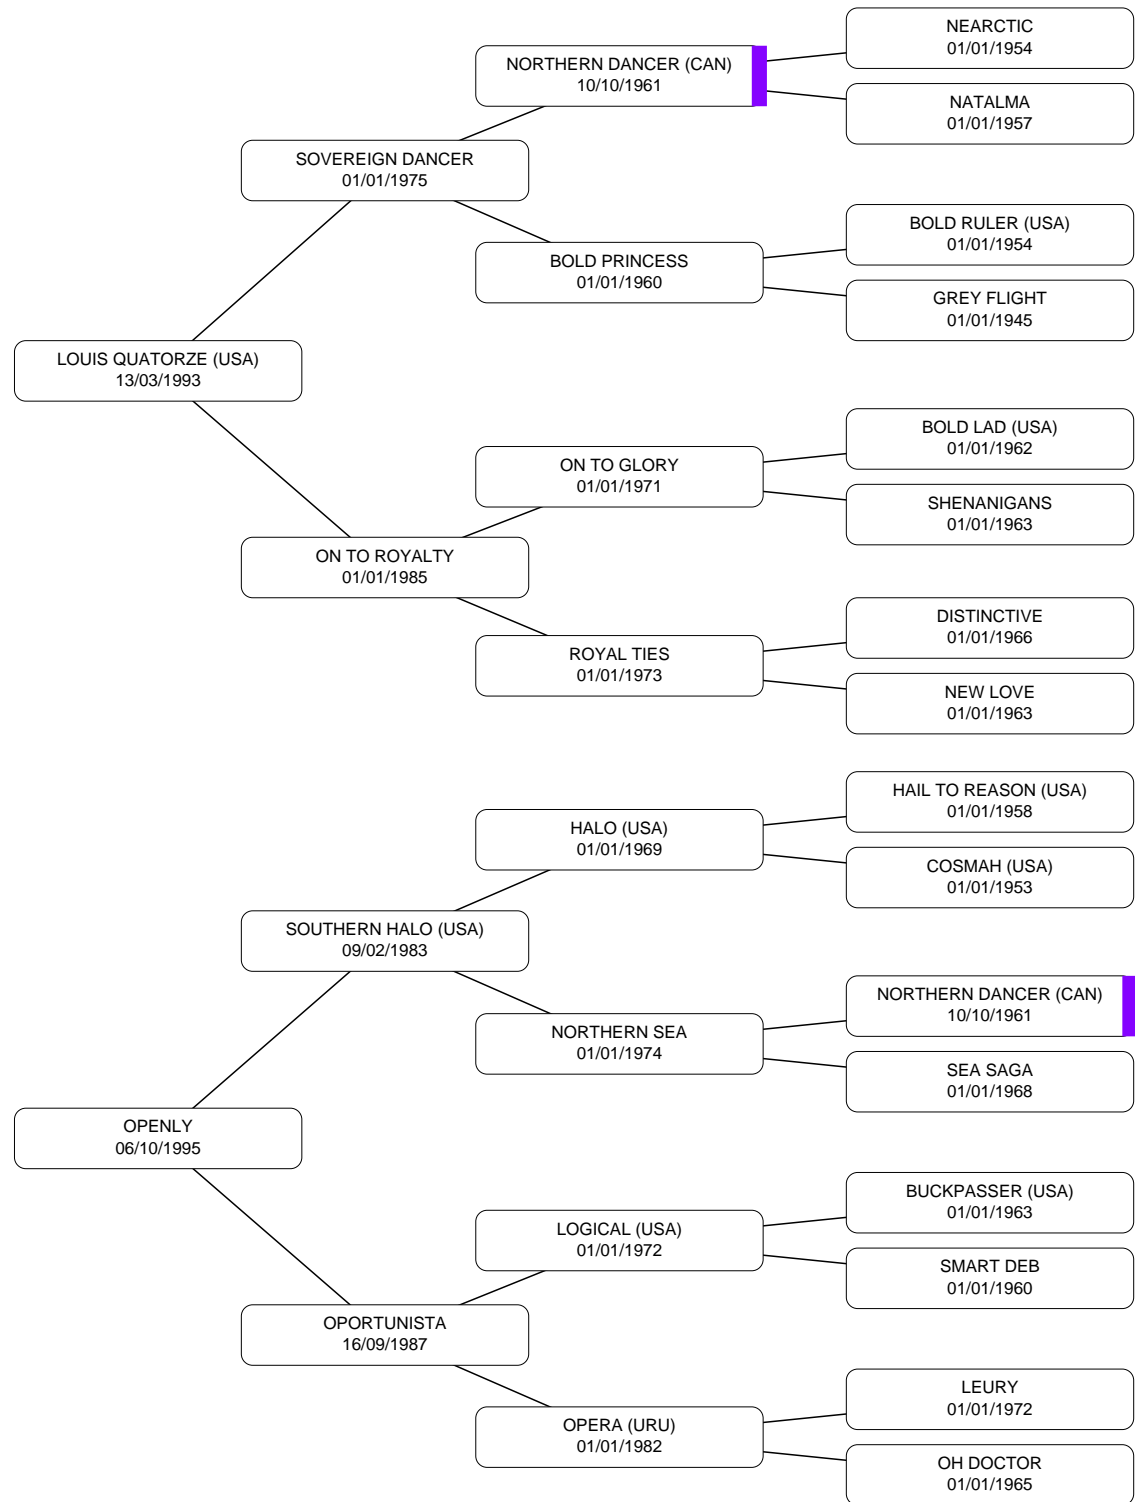 NEARCTIC
01/01/1954
NORTHERN DANCER (CAN)
10/10/1961
NATALMA
01/01/1957
SOVEREIGN DANCER
01/01/1975
BOLD RULER (USA)
01/01/1954
BOLD PRINCESS
01/01/1960
GREY FLIGHT
01/01/1945
LOUIS QUATORZE (USA)
13/03/1993
BOLD LAD (USA)
01/01/1962
ON TO GLORY
01/01/1971
SHENANIGANS
01/01/1963
ON TO ROYALTY
01/01/1985
DISTINCTIVE
01/01/1966
ROYAL TIES
01/01/1973
NEW LOVE
01/01/1963
HAIL TO REASON (USA)
01/01/1958
HALO (USA)
01/01/1969
COSMAH (USA)
01/01/1953
SOUTHERN HALO (USA)
09/02/1983
NORTHERN DANCER (CAN)
10/10/1961
NORTHERN SEA
01/01/1974
SEA SAGA
01/01/1968
OPENLY
06/10/1995
BUCKPASSER (USA)
01/01/1963
LOGICAL (USA)
01/01/1972
SMART DEB
01/01/1960
OPORTUNISTA
16/09/1987
LEURY
01/01/1972
OPERA (URU)
01/01/1982
OH DOCTOR
01/01/1965